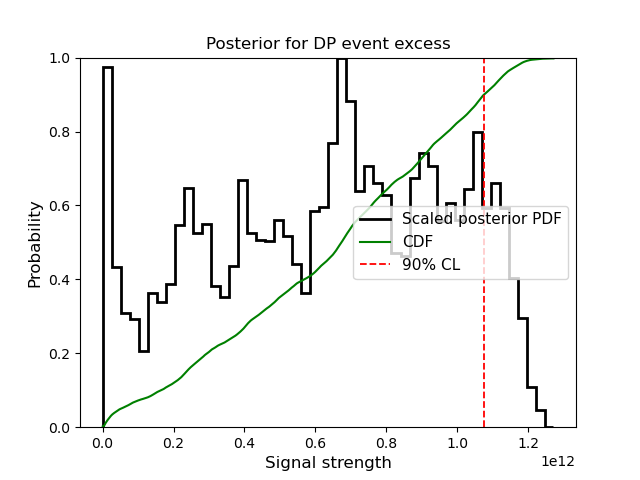 Posterior for DP event excess
1.0
0.8
0.6
0.4
0.2
0.0
Probability
Scaled posterior PDF
CDF
90% CL
0.0 0.2 0.4 0.6 0.8 1.0 1.2
1e12
Signal strength